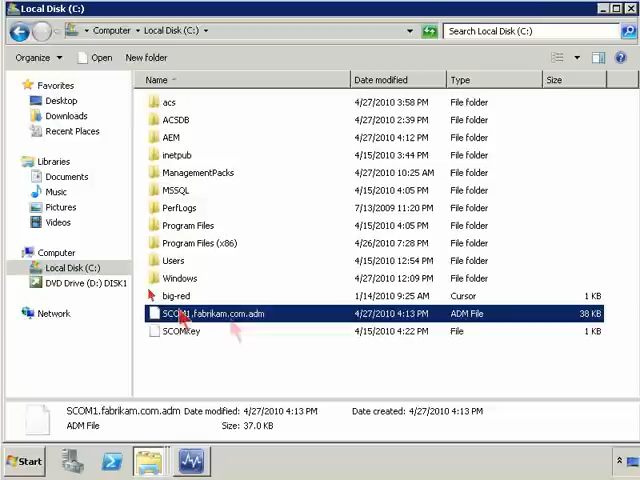 Local Disk (C:)
Computer Local Disk (C:) Search Local Disk (C:)
Organize Open New folder
Name Date modified Type Size
Favorites
Desktop
Downloads
Recent Places
Libraries
Documents
Music
Pictures
Videos
Computer
Local Disk (C:)
DVD Drive (D:) DISK1
Network
acs 4/27/2010 3:58 PM File folder
ACSDB 4/27/2010 2:39 PM File folder
AEM 4/27/2010 4:12 PM File folder
inetpub 4/15/2010 3:44 PM File folder
ManagementPacks 4/27/2010 10:25 AM File folder
MSSQL 4/15/2010 4:05 PM File folder
PerfLogs 7/13/2009 11:20 PM File folder
Program Files 4/15/2010 4:05 PM File folder
Program Files (x86) 4/26/2010 7:28 PM File folder
Users 4/15/2010 4:05 PM File folder
Windows 4/27/2010 12:09 PM File folder
big-red 1/14/2010 9:25 AM Cursor 1 KB
SCOM1.fabrikam.com.adm 4/27/2010 4:13 PM ADM File 38 KB
SCOMKey 4/15/2010 4:22 PM File 1 KB
SCOM1.fabrikam.com.adm Date modified: 4/27/2010 4:13 PM Date created: 4/27/2010 4:13 PM
ADM File Size: 37.0 KB
Start